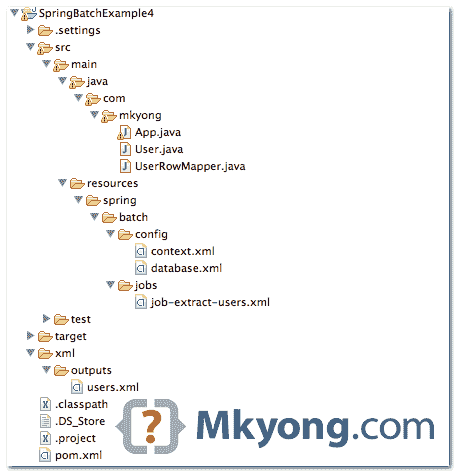 SpringBatchExample4
.settings
src
main
java
com
mkyong
App.java
User.java
UserRowMapper.java
resources
spring
batch
config
context.xml
database.xml
jobs
job-extract-users.xml
test
target
xml
outputs
users.xml
.classpath
.DS_Store
.project
pom.xml
{?} Mkyong.com